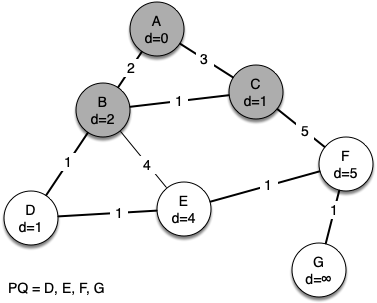 A
d=0
2
3
B
d=2
1
C
d=1
5
1
4
F
d=5
D
d=1
1
E
d=4
1
1
G
d=∞
PQ = D, E, F, G